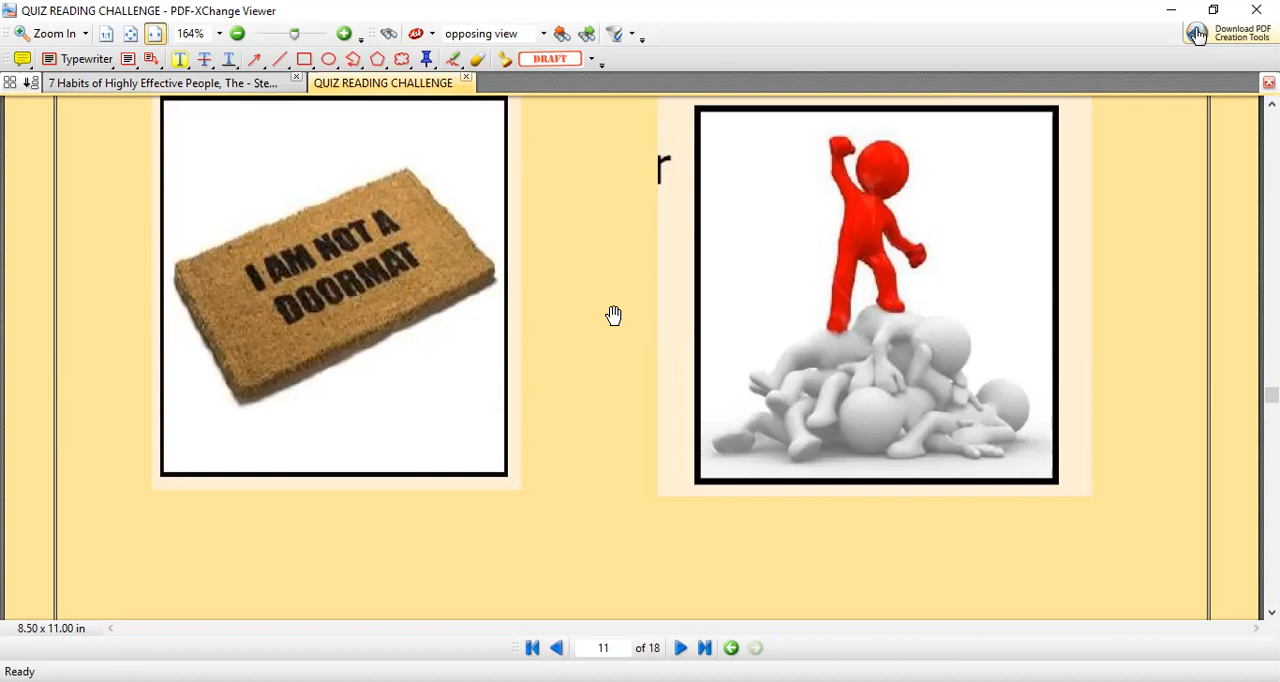 QUIZ READING CHALLENGE - PDF-XChange Viewer
Zoom In
1:1
164%
opposing view
Download PDF
Creation Tools
Typewriter
T
T
T
DRAFT
7 Habits of Highly Effective People, The - Ste...
QUIZ READING CHALLENGE
r
I AM NOT A
DOORMAT
8.50 x 11.00 in
11
of 18
Ready